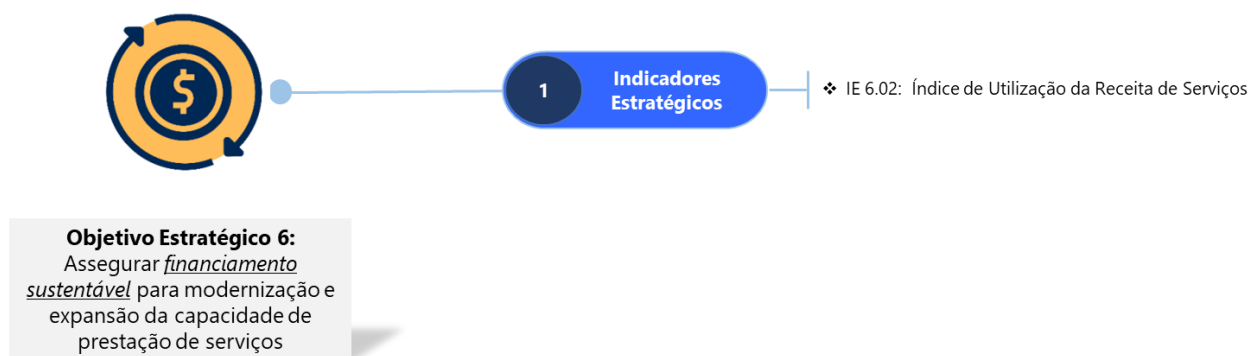 $
1
Indicadores
Estratégicos
❖ IE 6.02: Índice de Utilização da Receita de Serviços
Objetivo Estratégico 6:
Assegurar financiamento
sustentável para modernização e
expansão da capacidade de
prestação de serviços